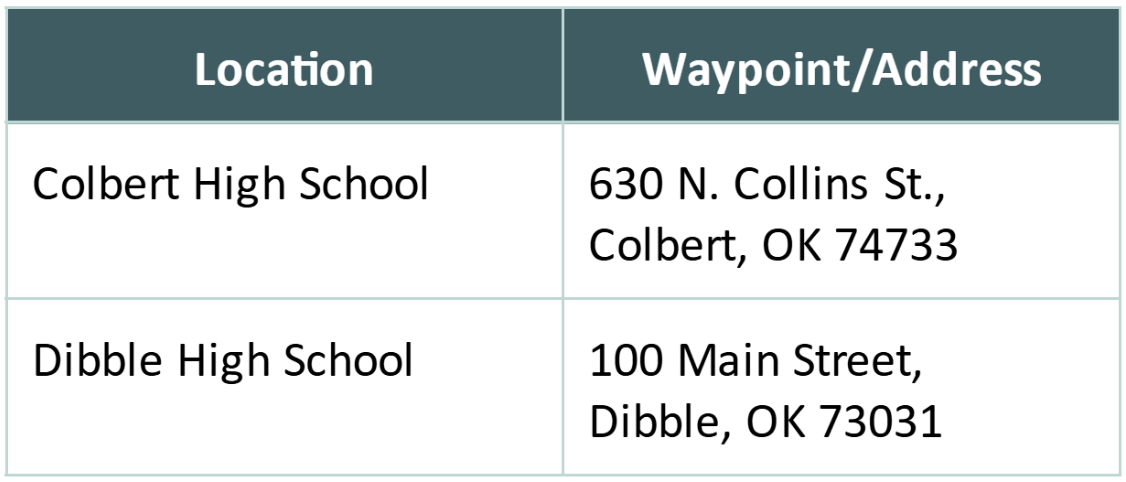 Location
Waypoint/Address
Colbert High School
630 N. Collins St.,
Colbert, OK 74733
Dibble High School
100 Main Street,
Dibble, OK 73031